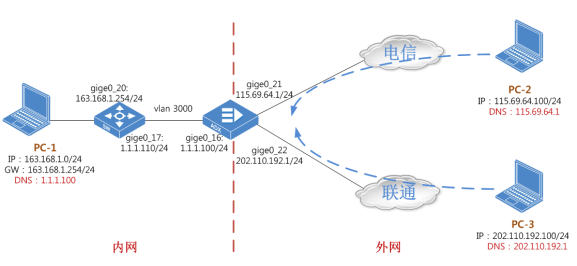 gige0_20:
163.168.1.254/24
vlan 3000
gige0_17:
1.1.1.110/24
gige0_16:
1.1.1.100/24
gige0_21
115.69.64.1/24
gige0_22
202.110.192.1/24
电信
联通
PC-1
IP：163.168.1.0/24
GW：163.168.1.254/24
DNS：1.1.1.100
PC-2
IP：115.69.64.100/24
DNS：115.69.64.1
PC-3
IP：202.110.192.100/24
DNS：202.110.192.1
内网
外网